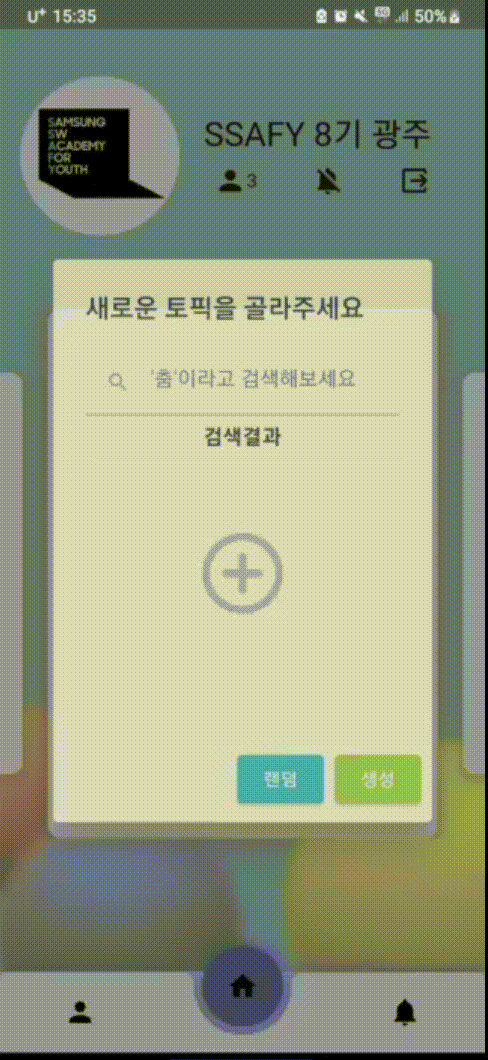 U+ 15:35
5G
50%
SAMSUNG
SW
ACADEMY
FOR
YOUTH
SSAFY 8기 광주
3
새로운 토픽을 골라주세요
'춤'이라고 검색해보세요
검색결과
랜덤 생성